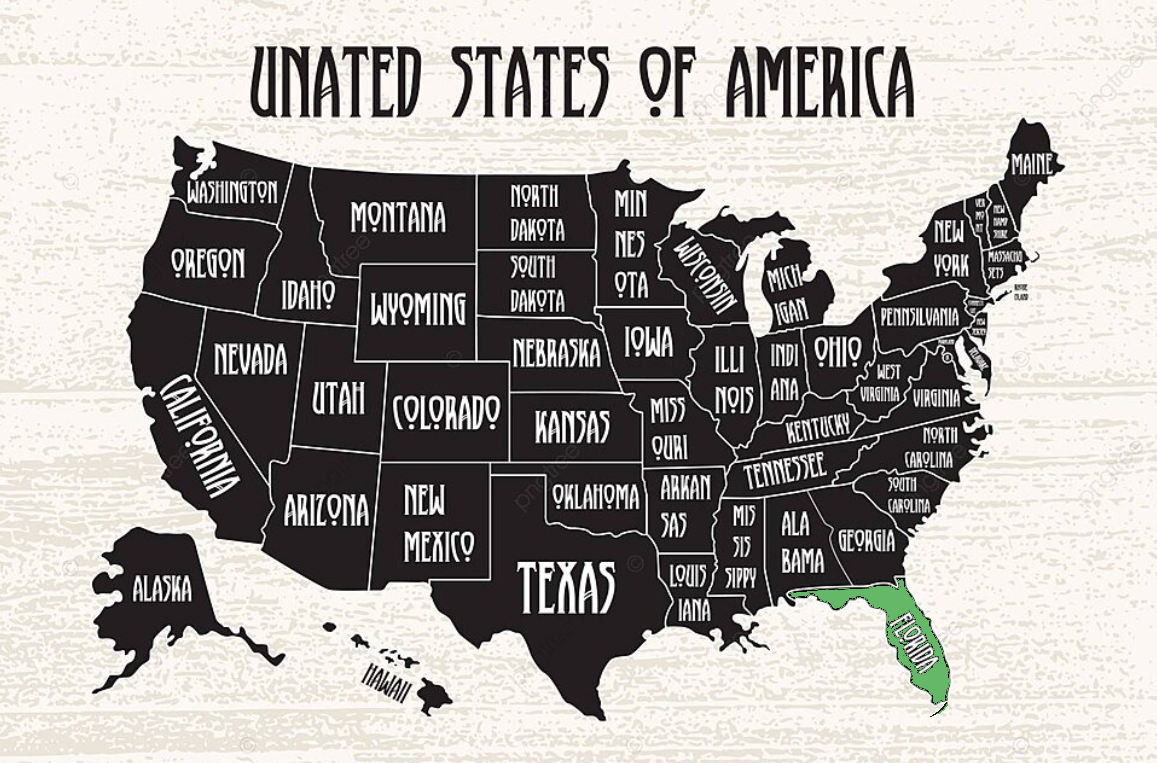 UNATED STATES OF AMERICA
WASHINGTON
OREGON
IDAHO
MONTANA
WYOMING
NORTH
DAKOTA
SOUTH
DAKOTA
MIN
NES
OTA
WISCONSIN
MICH
IGAN
MAINE
VER
MO
NT
NEW
HAMP
SHIRE
NEW
YORK
MASSACHU
SETS
PENNSILVANIA
NEW
JERSEY
CALIFORNIA
NEVADA
UTAH
COLORADO
NEBRASKA
KANSAS
IOWA
MISS
OURI
ILLI
NOIS
INDI
ANA
OHIO
WEST
VIRGINIA
VIRGINIA
KENTUCKY
TENNESSEE
NORTH
CAROLINA
SOUTH
CAROLINA
ARIZONA
NEW
MEXICO
OKLAHOMA
TEXAS
ARKAN
SAS
LOUIS
IANA
MIS
SIS
SIPPY
ALA
BAMA
GEORGIA
FLORIDA
ALASKA
HAWAII
pngtree